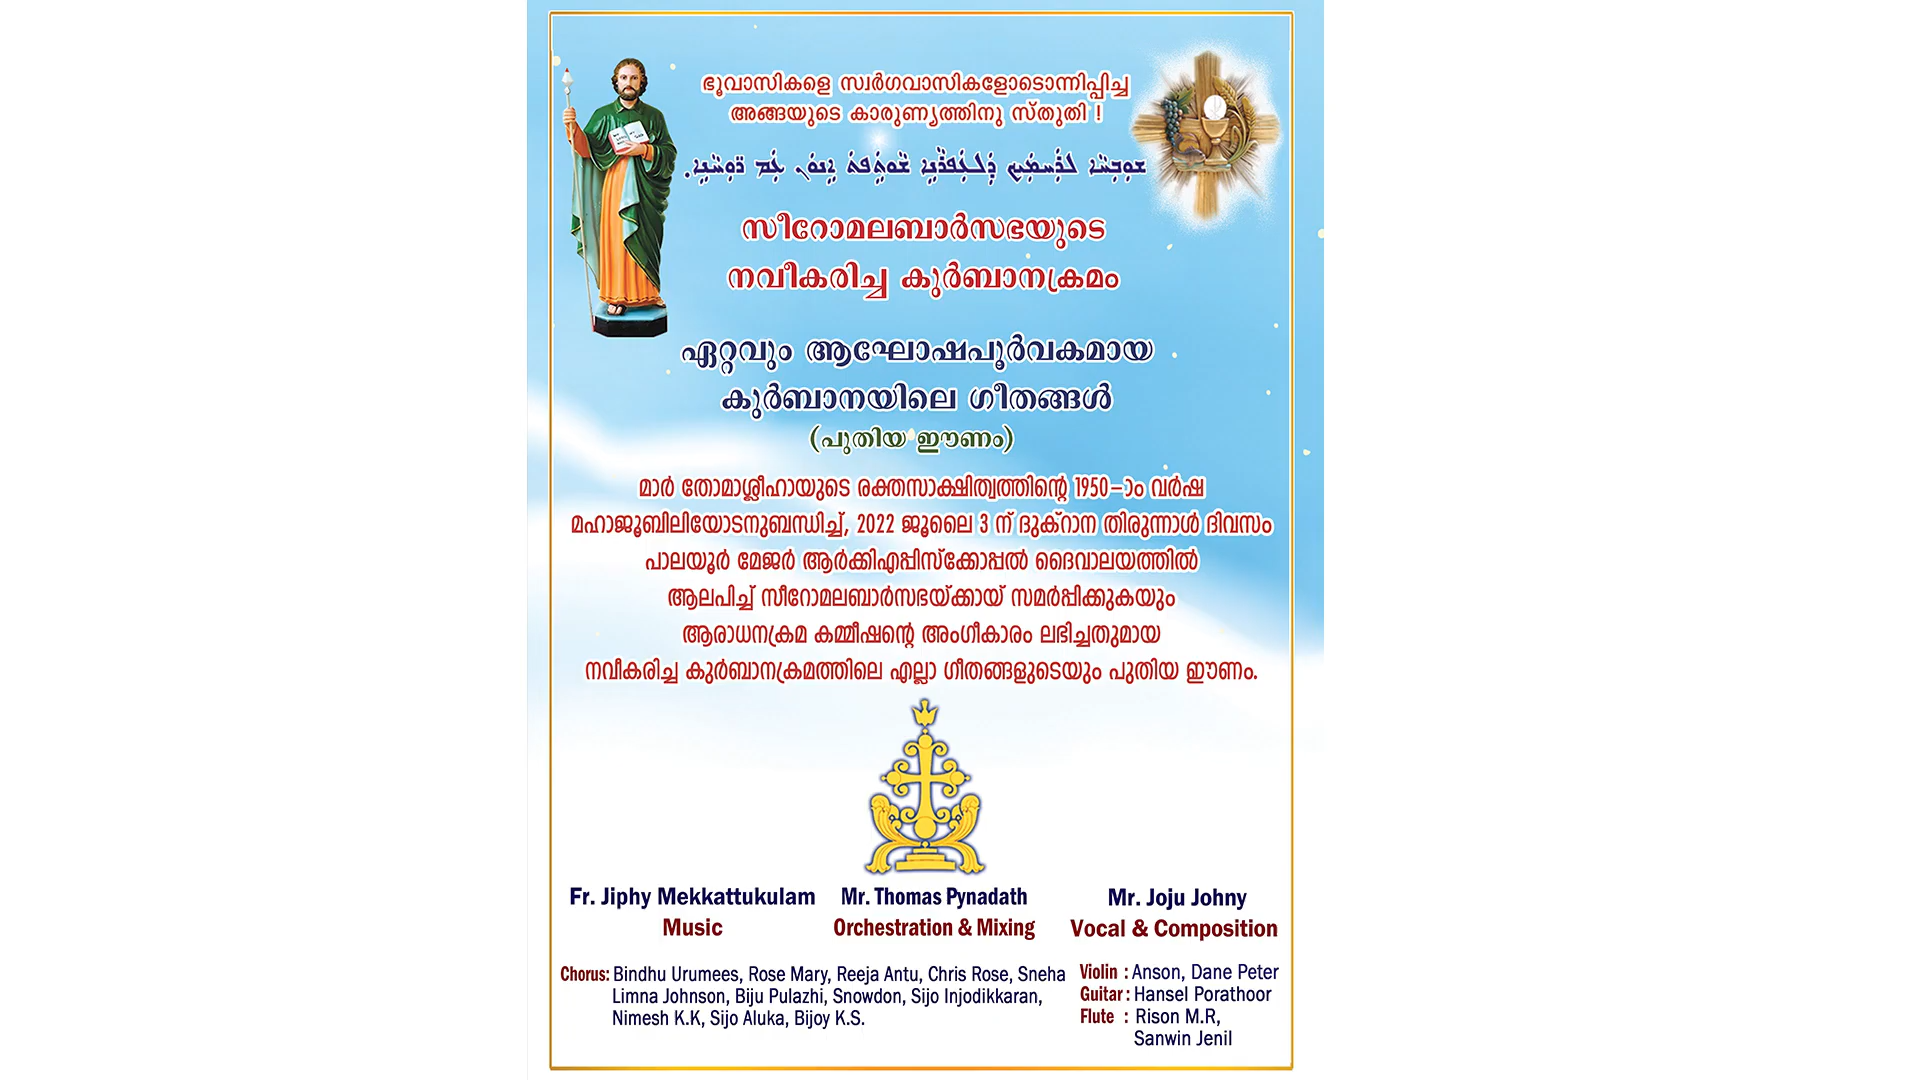 ഭൂവാസികളെ സ്വർഗവാസികളോടൊന്നിപ്പിച്ച
അങ്ങയുടെ കാരുണ്യത്തിനു സ്തുതി !
സീറോമലബാർസഭയുടെ
നവീകരിച്ച കുർബാനക്രമം
ഏറ്റവും ആഘോഷപൂർവകമായ
കുർബാനയിലെ ഗീതങ്ങൾ
(പുതിയ ഈണം)
മാർ തോമാശ്ലീഹായുടെ രക്തസാക്ഷിത്വത്തിന്റെ 1950-ാം വർഷ
മഹാജൂബിലിയോടനുബന്ധിച്ച്, 2022 ജൂലൈ 3 ന് ദുക്റാന തിരുന്നാൾ ദിവസം
പാലയൂർ മേജർ ആർക്കിഎപ്പിസ്ക്കോപ്പൽ ദൈവാലയത്തിൽ
ആലപിച്ച് സീറോമലബാർസഭയ്ക്കായ് സമർപ്പിക്കുകയും
ആരാധനക്രമ കമ്മീഷന്റെ അംഗീകാരം ലഭിച്ചതുമായ
നവീകരിച്ച കുർബാനക്രമത്തിലെ എല്ലാ ഗീതങ്ങളുടെയും പുതിയ ഈണം.
Fr. Jiphy Mekkattukulam
Music
Mr. Thomas Pynadath
Orchestration & Mixing
Mr. Joju Johny
Vocal & Composition
Chorus: Bindhu Urumees, Rose Mary, Reeja Antu, Chris Rose, Sneha
Limna Johnson, Biju Pulazhi, Snowdon, Sijo Injodikkaran,
Nimesh K.K, Sijo Aluka, Bijoy K.S.
Violin : Anson, Dane Peter
Guitar : Hansel Porathoor
Flute : Rison M.R,
Sanwin Jenil